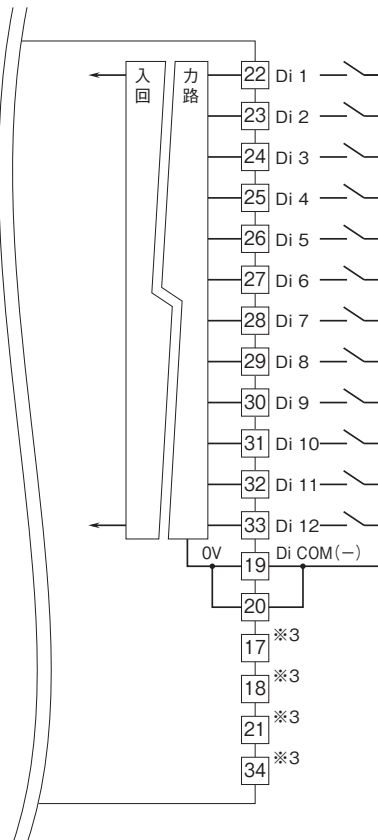 入力
回路
22 Di 1
23 Di 2
24 Di 3
25 Di 4
26 Di 5
27 Di 6
28 Di 7
29 Di 8
30 Di 9
31 Di 10
32 Di 11
33 Di 12
0V 19 Di COM(−)
20
17 ※3
18 ※3
21 ※3
34 ※3